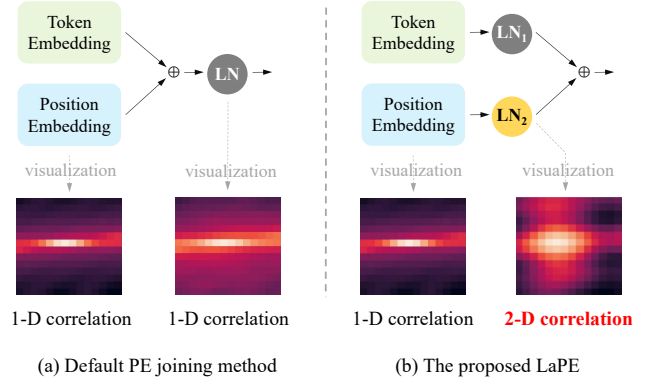 Token
Embedding
Position
Embedding
⊕
LN
visualization
visualization
1-D correlation
1-D correlation
(a) Default PE joining method
Token
Embedding
Position
Embedding
LN₁
LN₂
⊕
visualization
visualization
1-D correlation
2-D correlation
(b) The proposed LaPE